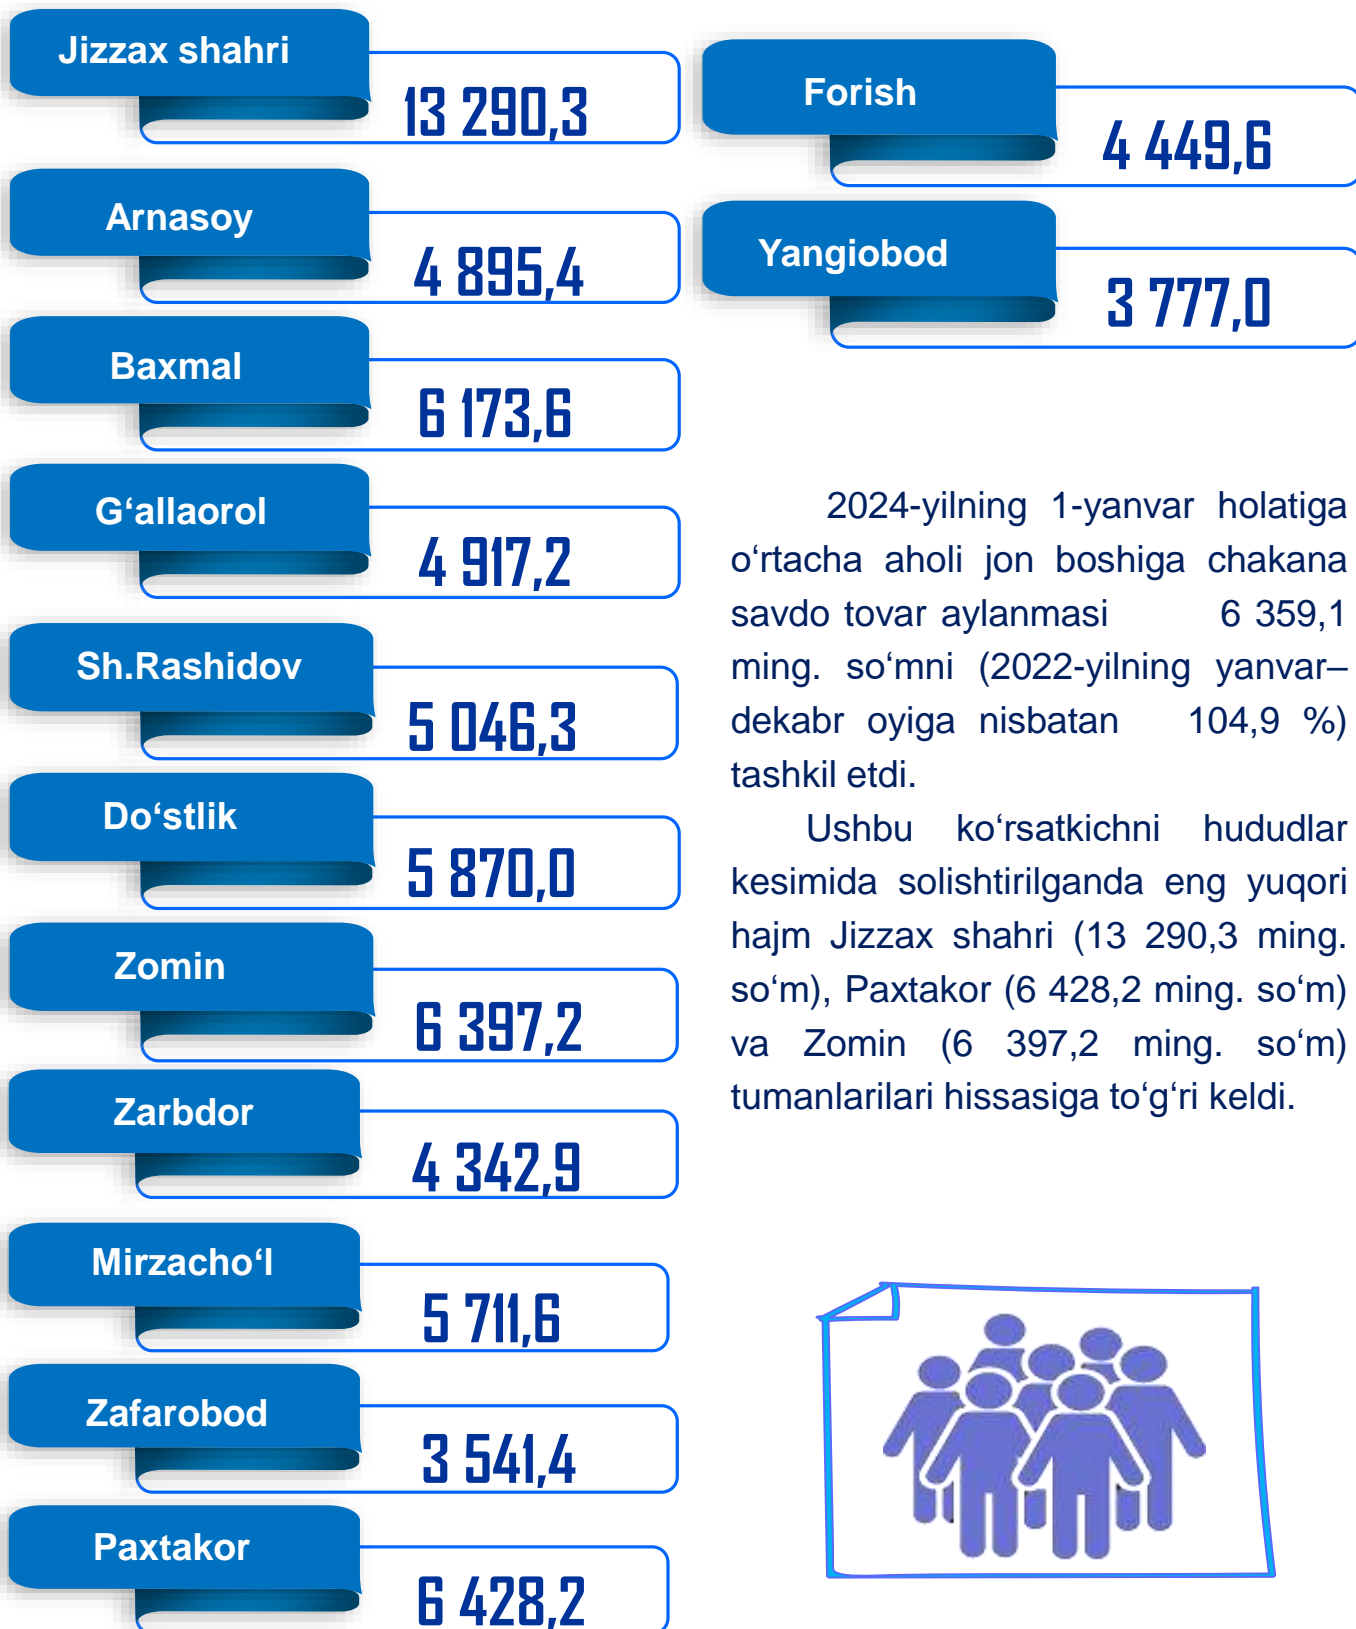 Jizzax shahri
13 290,3
Arnasoy
4 895,4
Baxmal
6 173,6
G‘allaorol
4 917,2
Sh.Rashidov
5 046,3
Do‘stlik
5 870,0
Zomin
6 397,2
Zarbdor
4 342,9
Mirzacho‘l
5 711,6
Zafarobod
3 541,4
Paxtakor
6 428,2
Forish
4 449,6
Yangiobod
3 777,0
2024-yilning 1-yanvar holatiga
o‘rtacha aholi jon boshiga chakana
savdo tovar aylanmasi 6 359,1
ming. so‘mni (2022-yilning yanvar–
dekabr oyiga nisbatan 104,9 %)
tashkil etdi.
Ushbu ko‘rsatkichni hududlar
kesimida solishtirilganda eng yuqori
hajm Jizzax shahri (13 290,3 ming.
so‘m), Paxtakor (6 428,2 ming. so‘m)
va Zomin (6 397,2 ming. so‘m)
tumanlarilari hissasiga to‘g‘ri keldi.